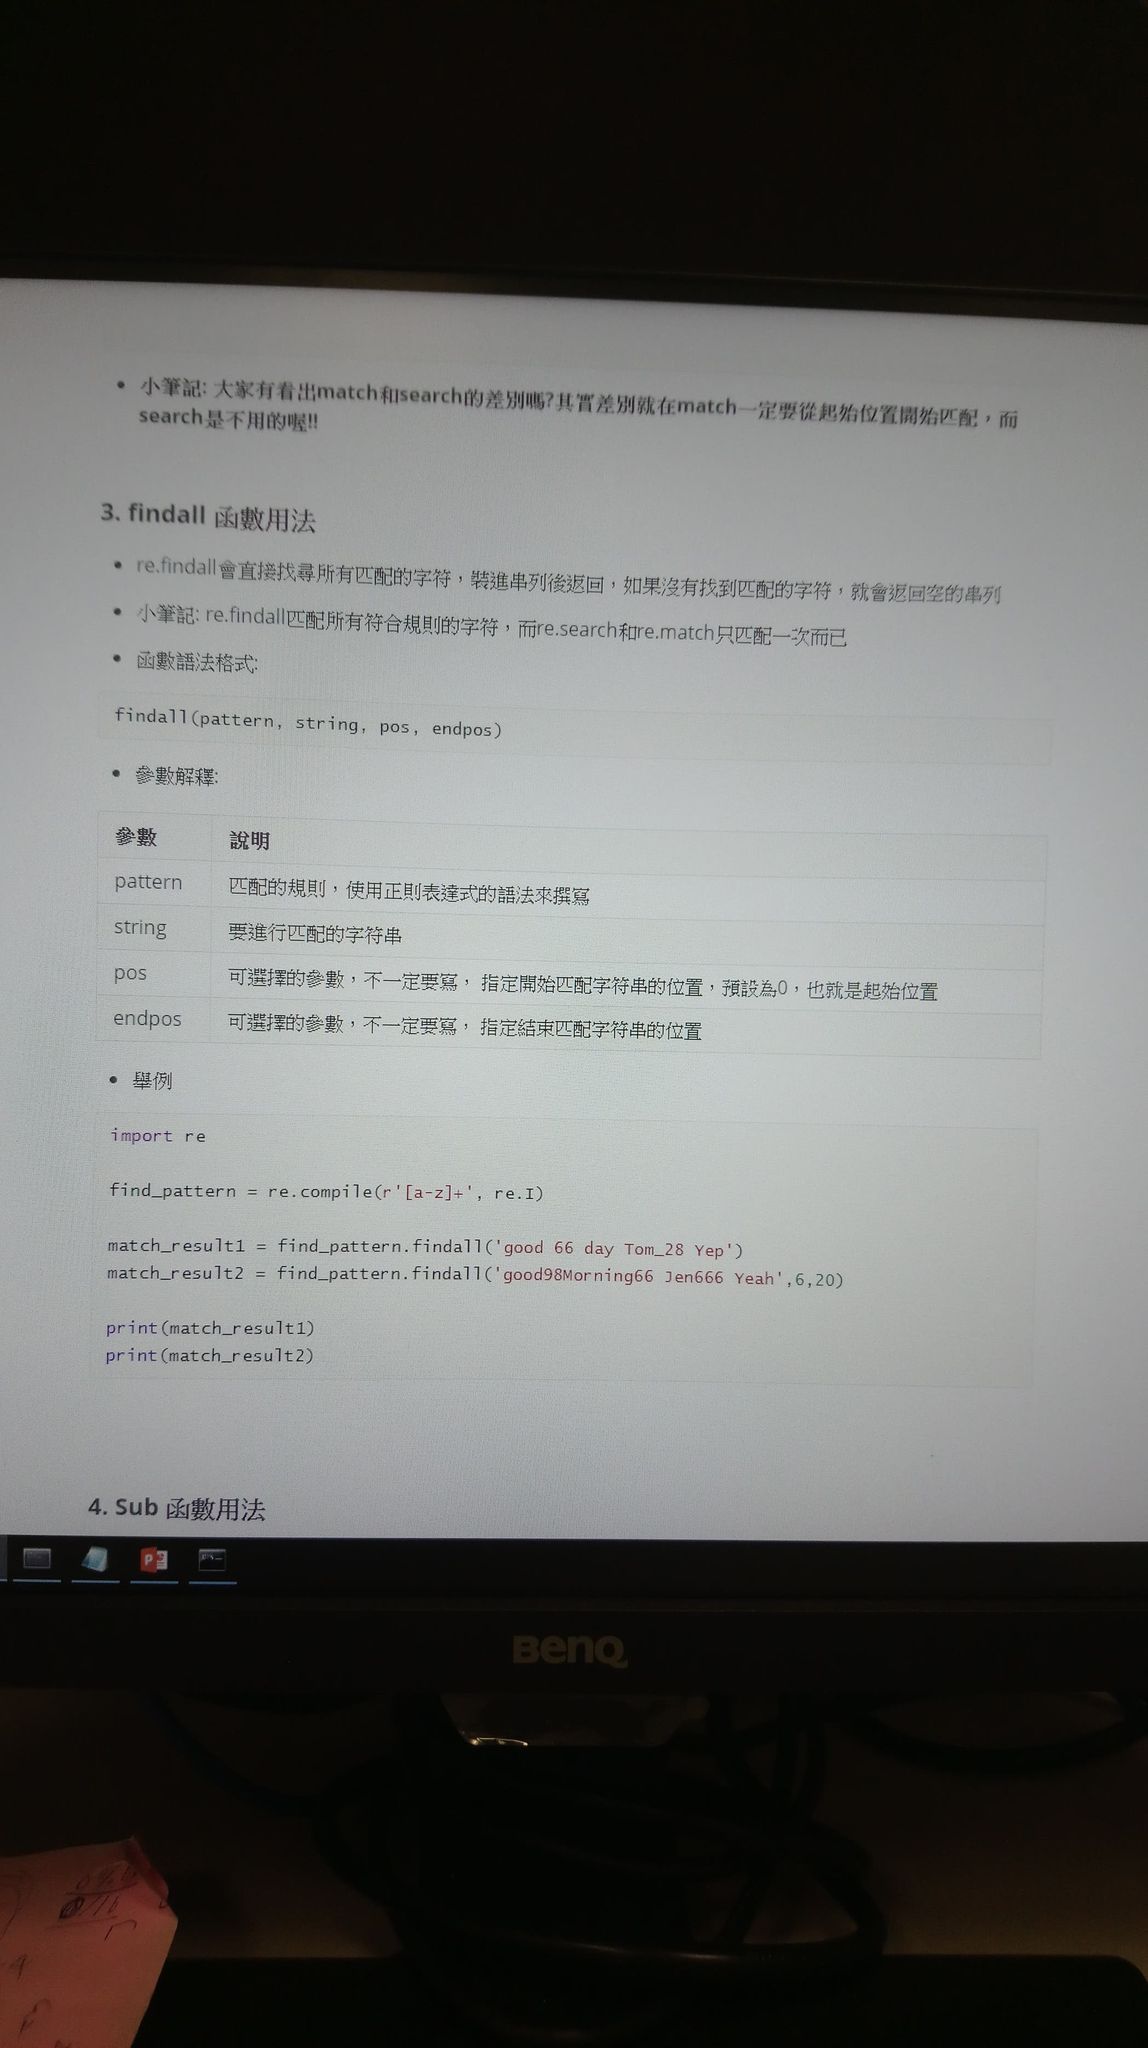 小筆記: 大家有看出match和search的差別嗎?其實差別就在match一定要從起始位置開始匹配，而
search是不用的喔!!
3. findall 函數用法
re.findall會直接找尋所有匹配的字符，裝進串列後返回，如果沒有找到匹配的字符，就會返回空的串列
小筆記: re.findall匹配所有符合規則的字符，而re.search和re.match只匹配一次而已
函數語法格式:
findall(pattern, string, pos, endpos)
參數解釋:
參數 說明
pattern 匹配的規則，使用正則表達式的語法來撰寫
string 要進行匹配的字符串
pos 可選擇的參數，不一定要寫， 指定開始匹配字符串的位置，預設為0，也就是起始位置
endpos 可選擇的參數，不一定要寫， 指定結束匹配字符串的位置
舉例
import re
find_pattern = re.compile(r'[a-z]+', re.I)
match_result1 = find_pattern.findall('good 66 day Tom_28 Yep')
match_result2 = find_pattern.findall('good98Morning66 Jen666 Yeah',6,20)
print(match_result1)
print(match_result2)
4. Sub 函數用法
BenQ